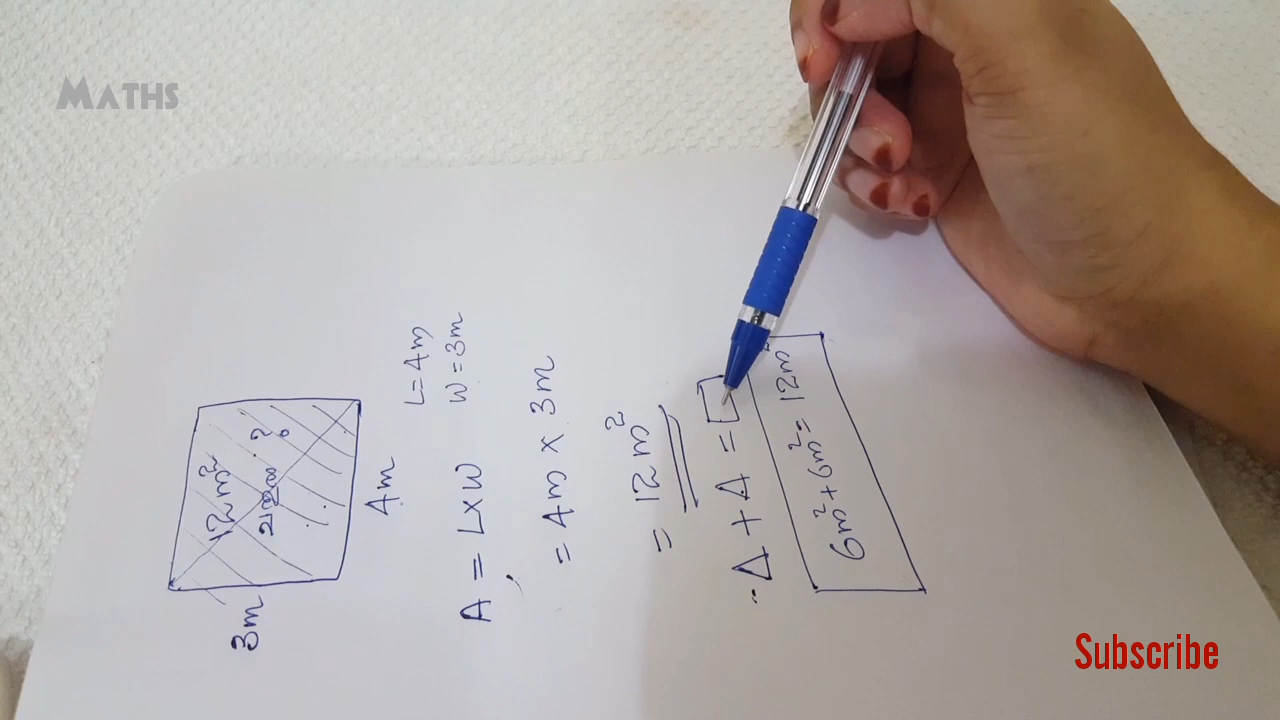 MATHS
12m²
3m
4m
L=4m
W=3m
A = L×W
= 4m × 3m
= 12m²
∴ Δ + Δ = □
6m²+6m²= 12m²
Subscribe